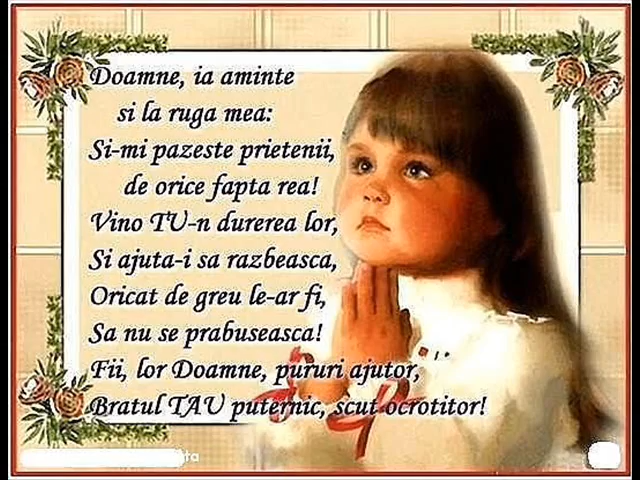 Doamne, ia aminte
si la ruga mea:
Si-mi pazeste prietenii,
de orice fapta rea!
Vino TU-n durerea lor,
Si ajuta-i sa razbeasca,
Oricat de greu le-ar fi,
Sa nu se prabuseasca!
Fii, lor Doamne, pururi ajutor,
Bratul TAU puternic, scut ocrotitor!